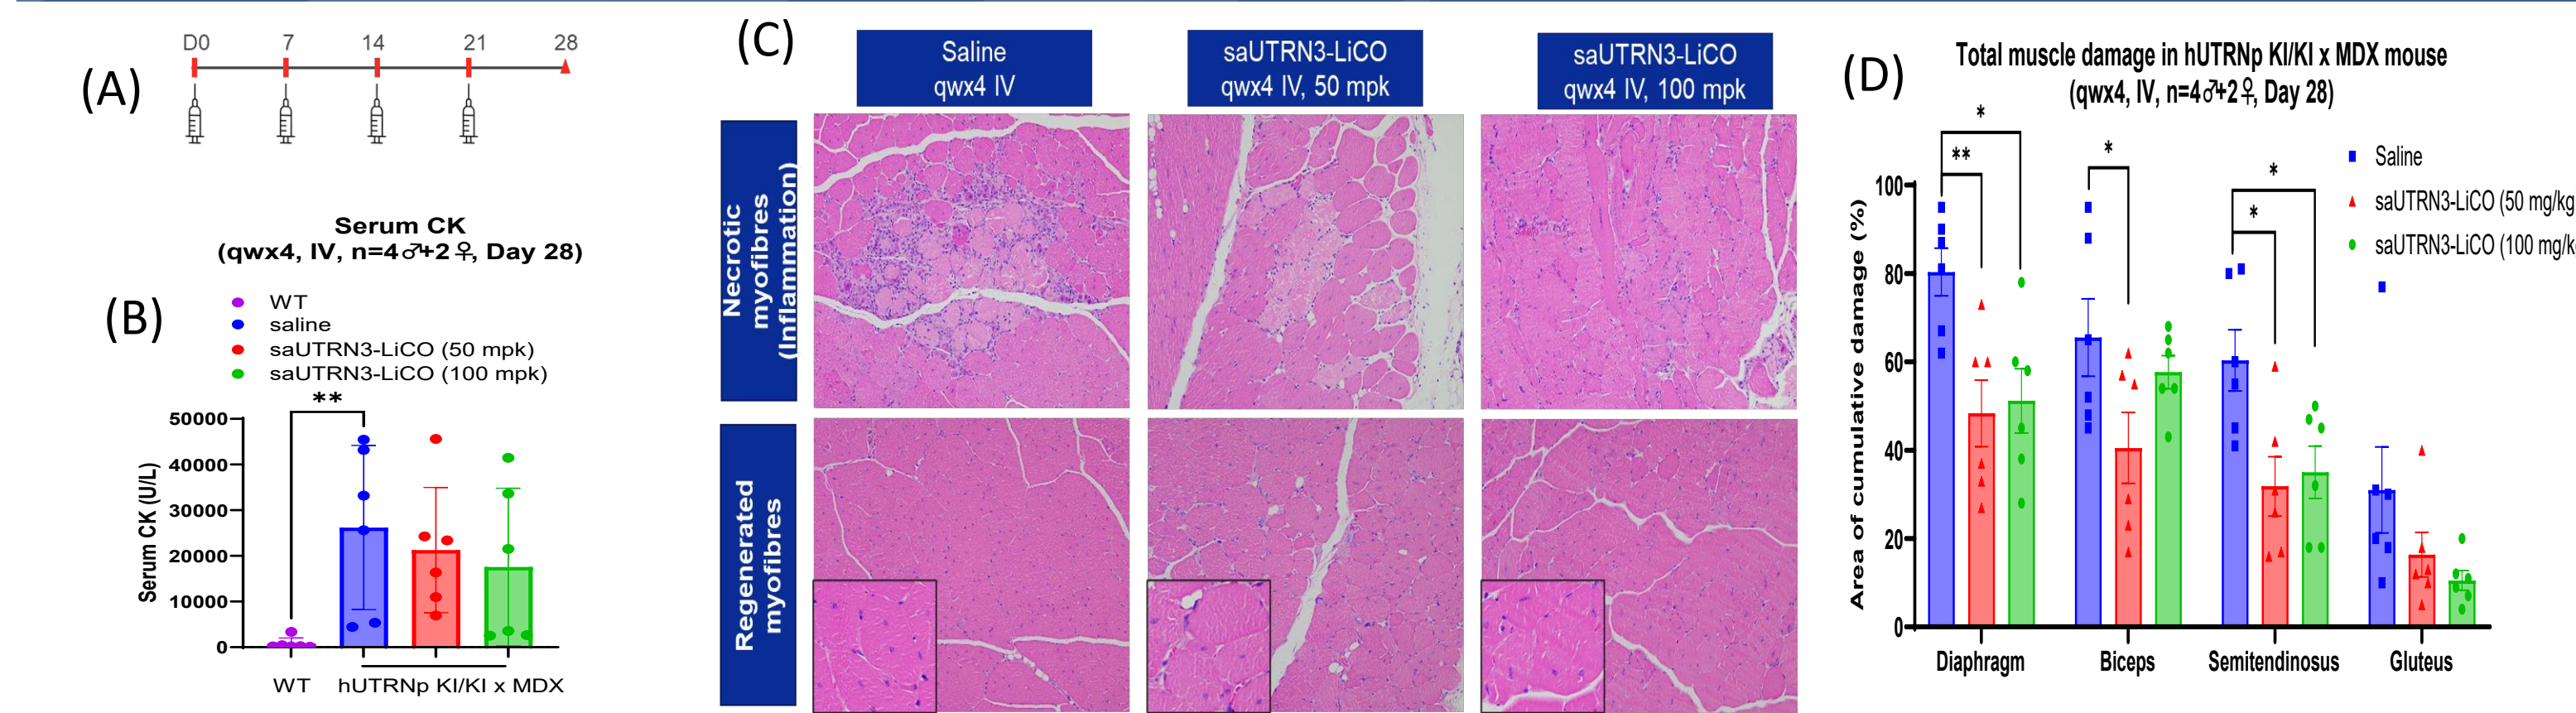 (A)
D0 7 14 21 28
(B)
Serum CK
(qwx4, IV, n=4♂+2♀, Day 28)
WT
saline
saUTRN3-LiCO (50 mpk)
saUTRN3-LiCO (100 mpk)
**
Serum CK (U/L)
50000
40000
30000
20000
10000
0
WT hUTRNp KI/KI x MDX
(C)
Saline
qwx4 IV
saUTRN3-LiCO
qwx4 IV, 50 mpk
saUTRN3-LiCO
qwx4 IV, 100 mpk
Necrotic
myofibres
(Inflammation)
Regenerated
myofibres
(D)
Total muscle damage in hUTRNp KI/KI x MDX mouse
(qwx4, IV, n=4♂+2♀, Day 28)
*
**
*
*
*
Saline
saUTRN3-LiCO (50 mg/kg
saUTRN3-LiCO (100 mg/k
Area of cumulative damage (%)
100
80
60
40
20
0
Diaphragm Biceps Semitendinosus Gluteus